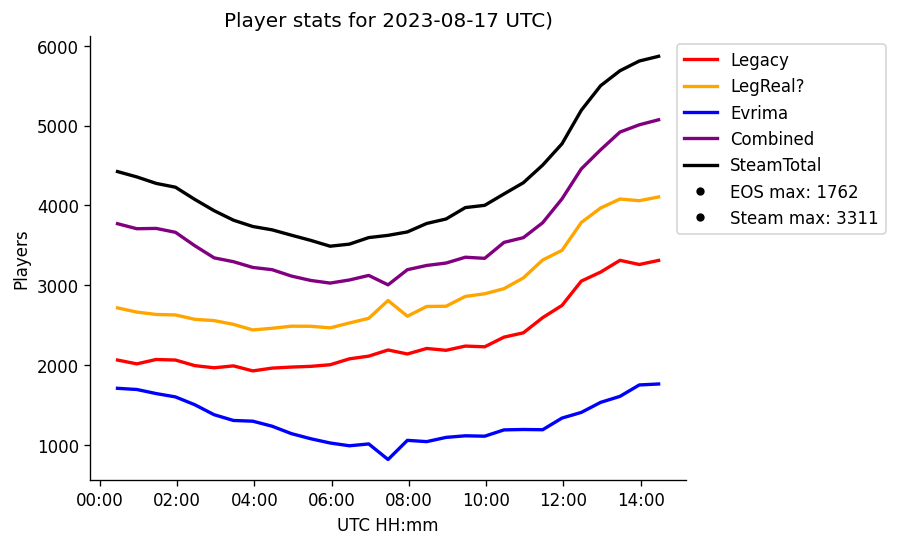 Player stats for 2023-08-17 UTC)
6000
5000
4000
3000
2000
1000
Players
00:00 02:00 04:00 06:00 08:00 10:00 12:00 14:00
UTC HH:mm
Legacy
LegReal?
Evrima
Combined
SteamTotal
EOS max: 1762
Steam max: 3311